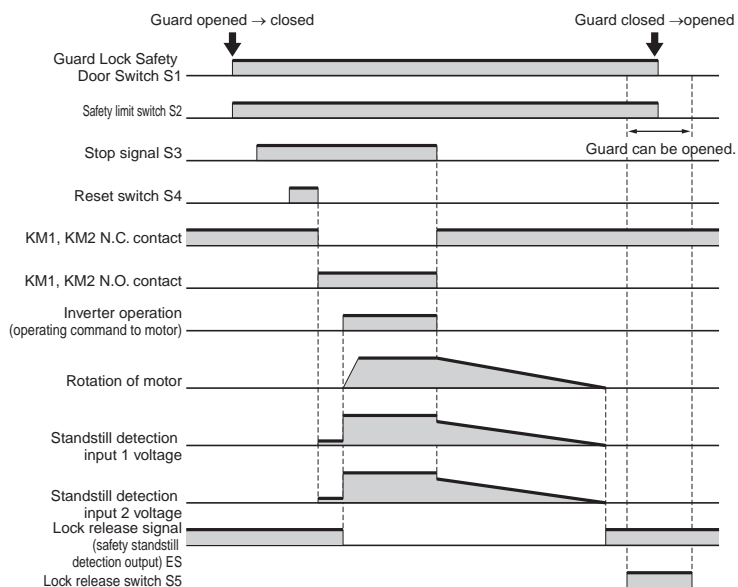 Guard opened → closed
Guard closed →opened
Guard Lock Safety
Door Switch S1
Safety limit switch S2
Guard can be opened.
Stop signal S3
Reset switch S4
KM1, KM2 N.C. contact
KM1, KM2 N.O. contact
Inverter operation
(operating command to motor)
Rotation of motor
Standstill detection
input 1 voltage
Standstill detection
input 2 voltage
Lock release signal
(safety standstill
detection output) ES
Lock release switch S5